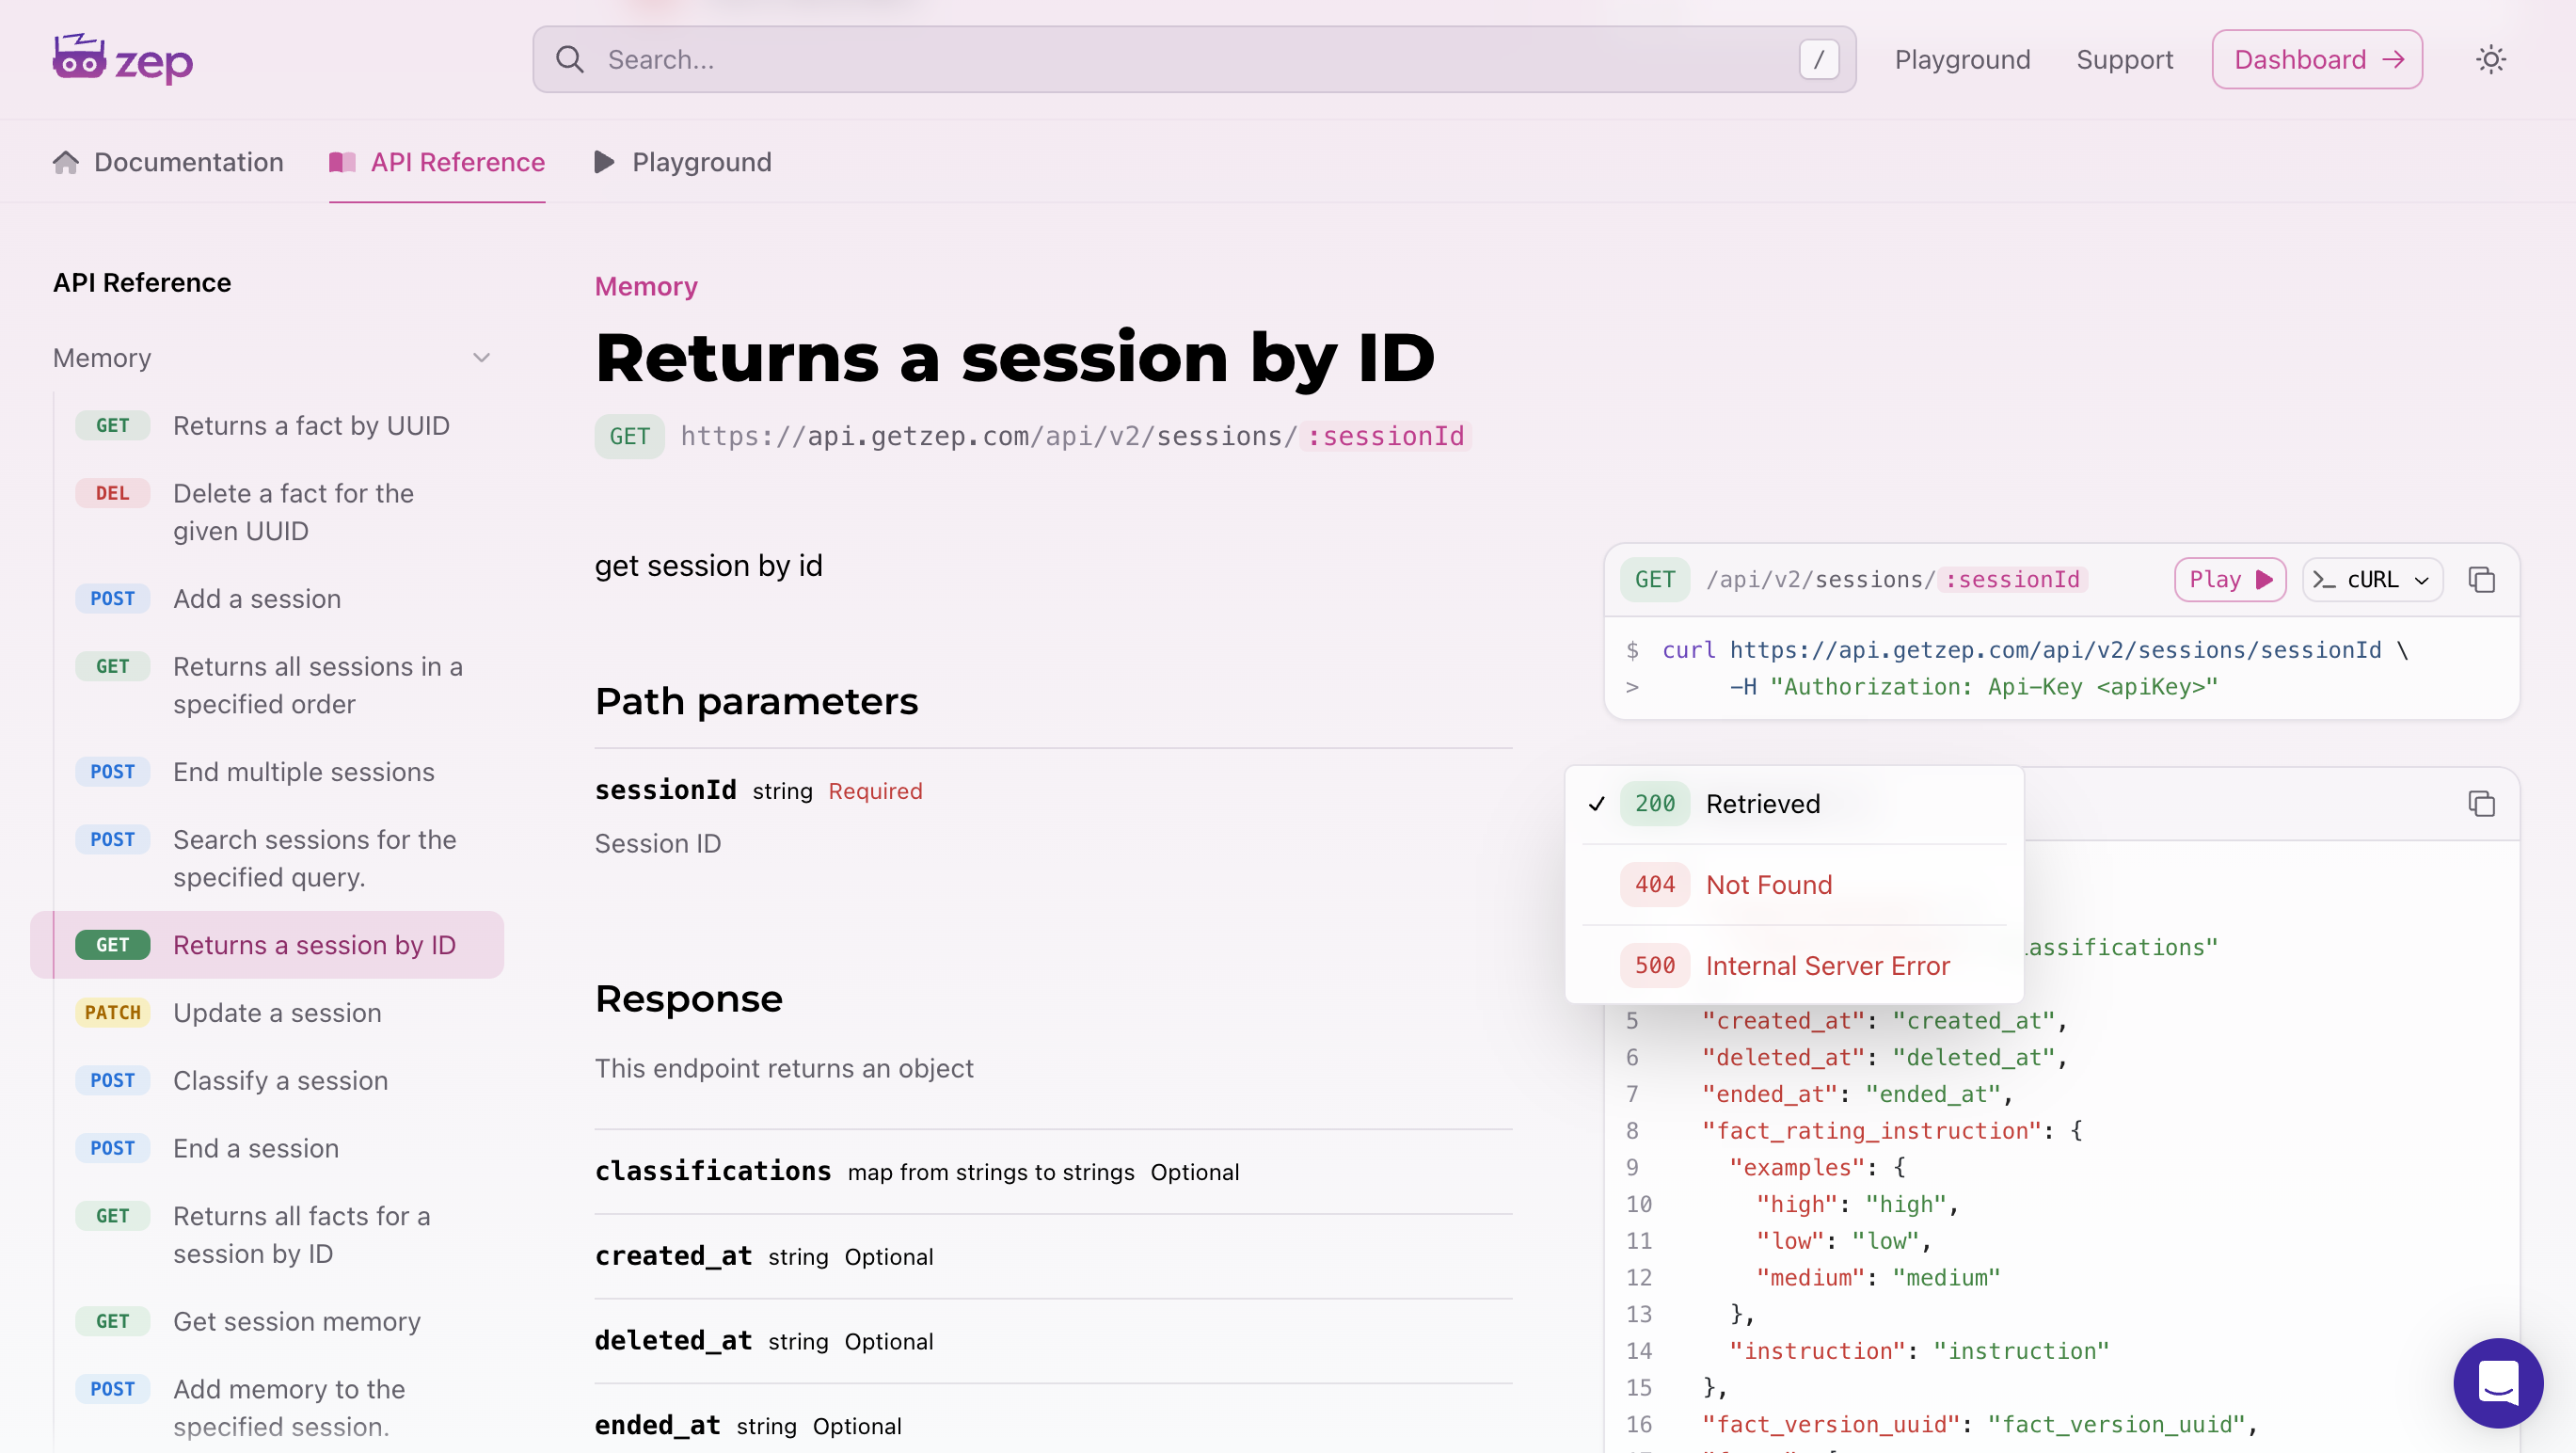 zep
Search...
/
Playground
Support
Dashboard
Documentation
API Reference
Playground
API Reference
Memory
GET Returns a fact by UUID
DEL Delete a fact for the
given UUID
POST Add a session
GET Returns all sessions in a
specified order
POST End multiple sessions
POST Search sessions for the
specified query.
GET Returns a session by ID
PATCH Update a session
POST Classify a session
POST End a session
GET Returns all facts for a
session by ID
GET Get session memory
POST Add memory to the
specified session.
Memory
Returns a session by ID
GET https://api.getzep.com/api/v2/sessions/:sessionId
get session by id
Path parameters
sessionId string Required
Session ID
Response
This endpoint returns an object
classifications map from strings to strings Optional
created_at string Optional
deleted_at string Optional
ended_at string Optional
GET /api/v2/sessions/:sessionId Play cURL
$ curl https://api.getzep.com/api/v2/sessions/sessionId \
> -H "Authorization: Api-Key <apiKey>"
200 Retrieved
404 Not Found
500 Internal Server Error
lassifications"
5 "created_at": "created_at",
6 "deleted_at": "deleted_at",
7 "ended_at": "ended_at",
8 "fact_rating_instruction": {
9 "examples": {
10 "high": "high",
11 "low": "low",
12 "medium": "medium"
13 },
14 "instruction": "instruction"
15 },
16 "fact_version_uuid": "fact_version_uuid",